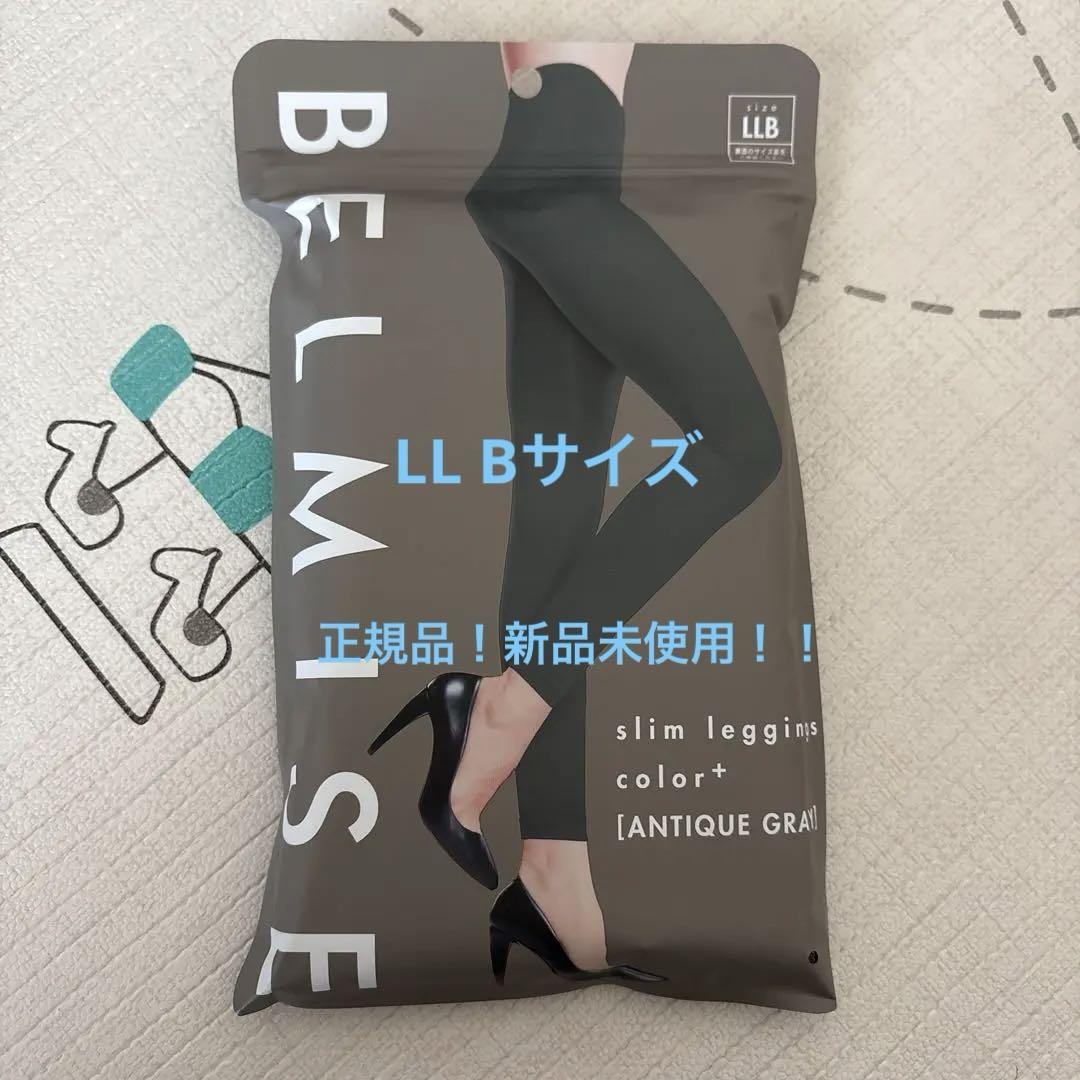 BELMISE
size
LLB
LL Bサイズ
正規品！新品未使用！！
slim leggings
color+
[ANTIQUE GRAY]